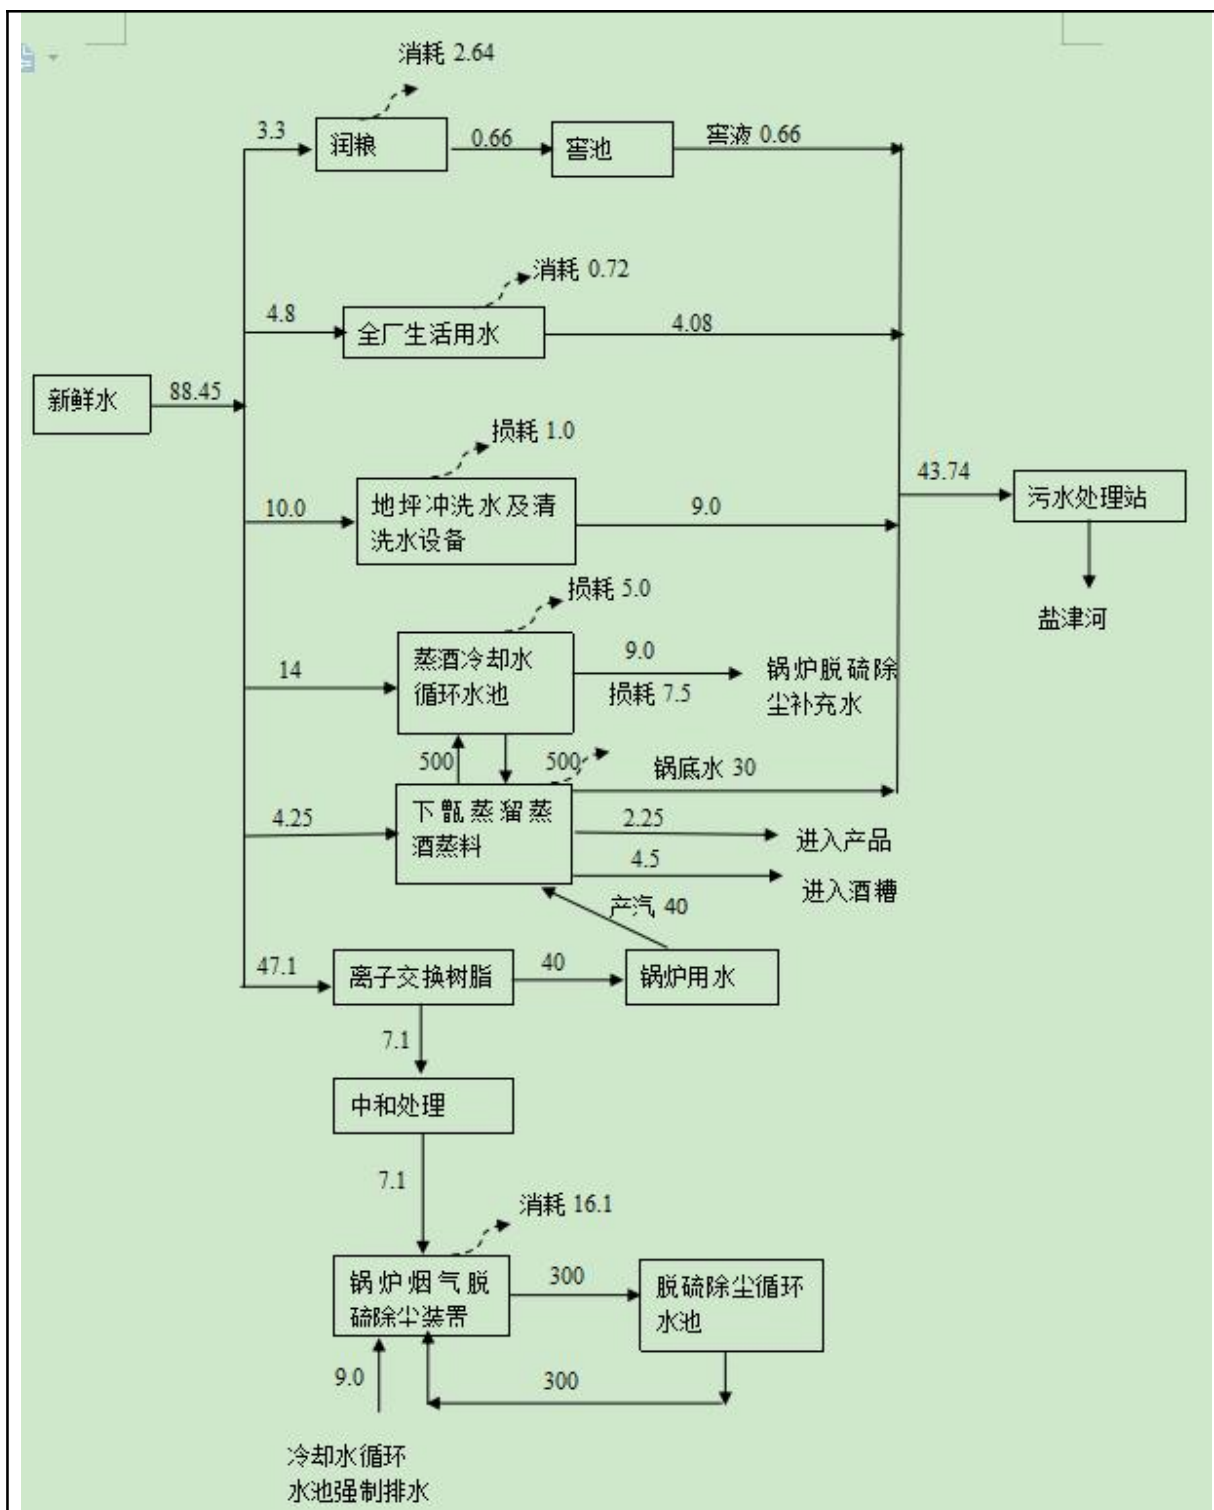 消耗 2.64
3.3
润粮
0.66
窖池
窖液 0.66
消耗 0.72
4.8
全厂生活用水
4.08
新鲜水
88.45
损耗 1.0
10.0
地坪冲洗水及清
洗水设备
9.0
43.74
污水处理站
盐津河
损耗 5.0
14
蒸酒冷却水
循环水池
9.0
损耗 7.5
锅炉脱硫除
尘补充水
500
500
锅底水 30
4.25
下甑蒸溜蒸
酒蒸料
2.25
进入产品
4.5
进入酒糟
产汽 40
47.1
离子交换树脂
40
锅炉用水
7.1
中和处理
7.1
消耗 16.1
锅炉烟气脱
硫除尘装置
300
脱硫除尘循环
水池
9.0
300
冷却水循环
水池强制排水